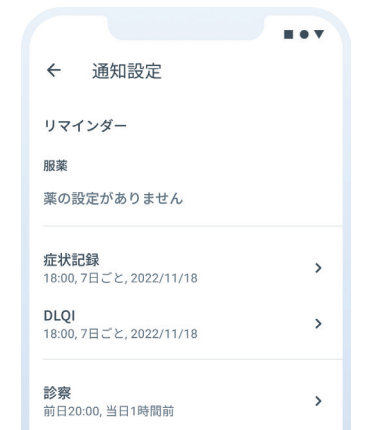 通知設定
リマインダー
服薬
薬の設定がありません
症状記録
18:00, 7日ごと, 2022/11/18
DLQI
18:00, 7日ごと, 2022/11/18
診察
前日20:00, 当日1時間前